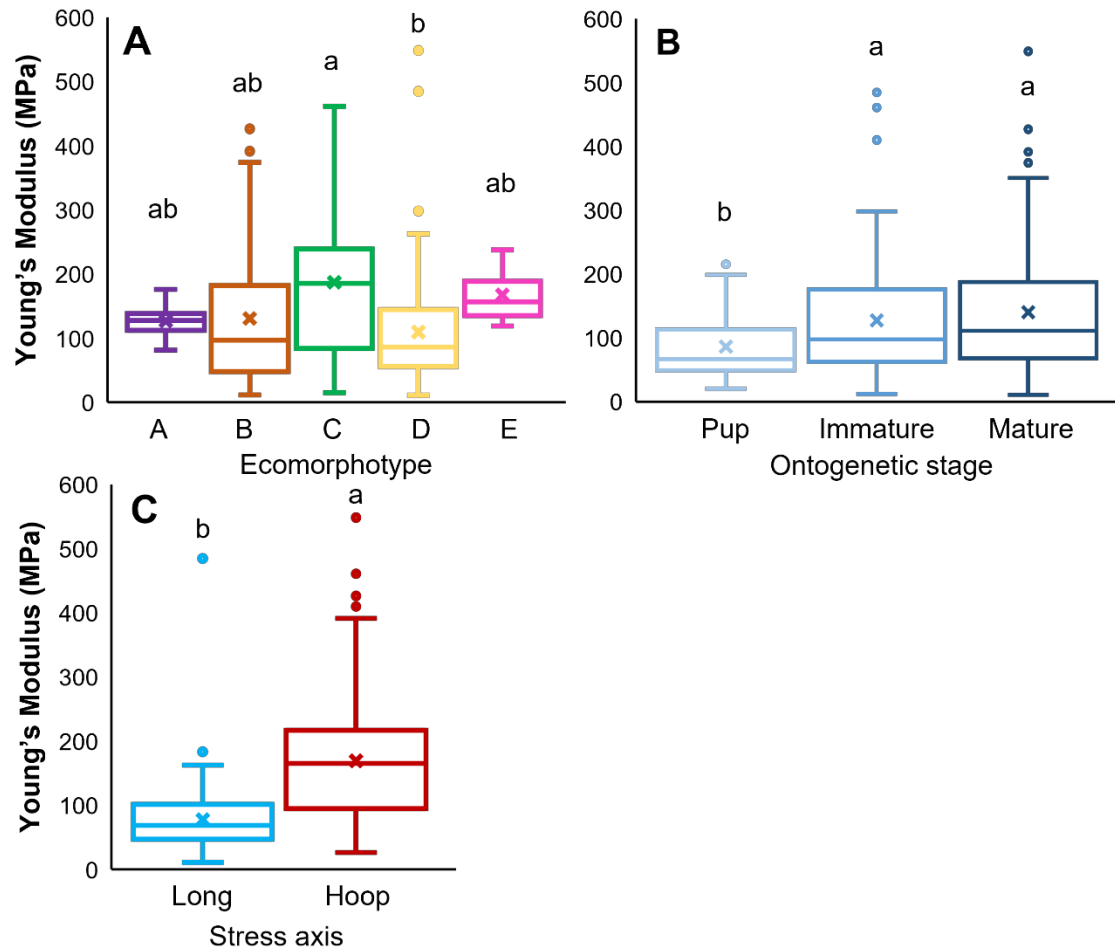 A
Young's Modulus (MPa)
600
500
400
300
200
100
0
ab
ab
a
b
ab
A B C D E
Ecomorphotype
B
600
500
400
300
200
100
0
b
a
a
Pup Immature Mature
Ontogenetic stage
C
Young's Modulus (MPa)
600
500
400
300
200
100
0
b
a
Long Hoop
Stress axis